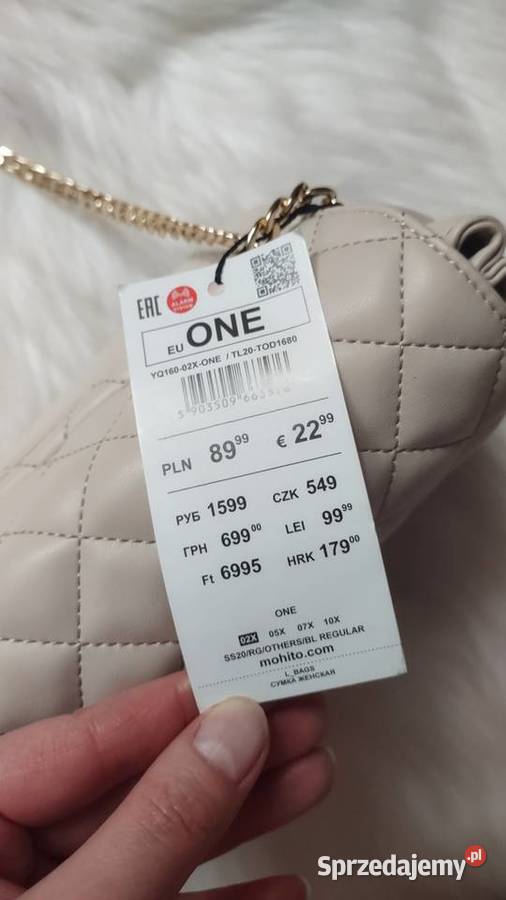 EAC
ALARM
SYSTEM
EU ONE
YQ160-02X-ONE / TL20-TOD1680
PLN 89⁹⁹ € 22⁹⁹
РУБ 1599 CZK 549
ГРН 699⁰⁰ LEI 99⁹⁹
Ft 6995 HRK 179⁰⁰
ONE
02X 05X 07X 10X
SS20/RG/OTHERS/BL REGULAR
mohito.com
L_BAGS
СУМКА ЖЕНСКАЯ
Sprzedajemy.pl